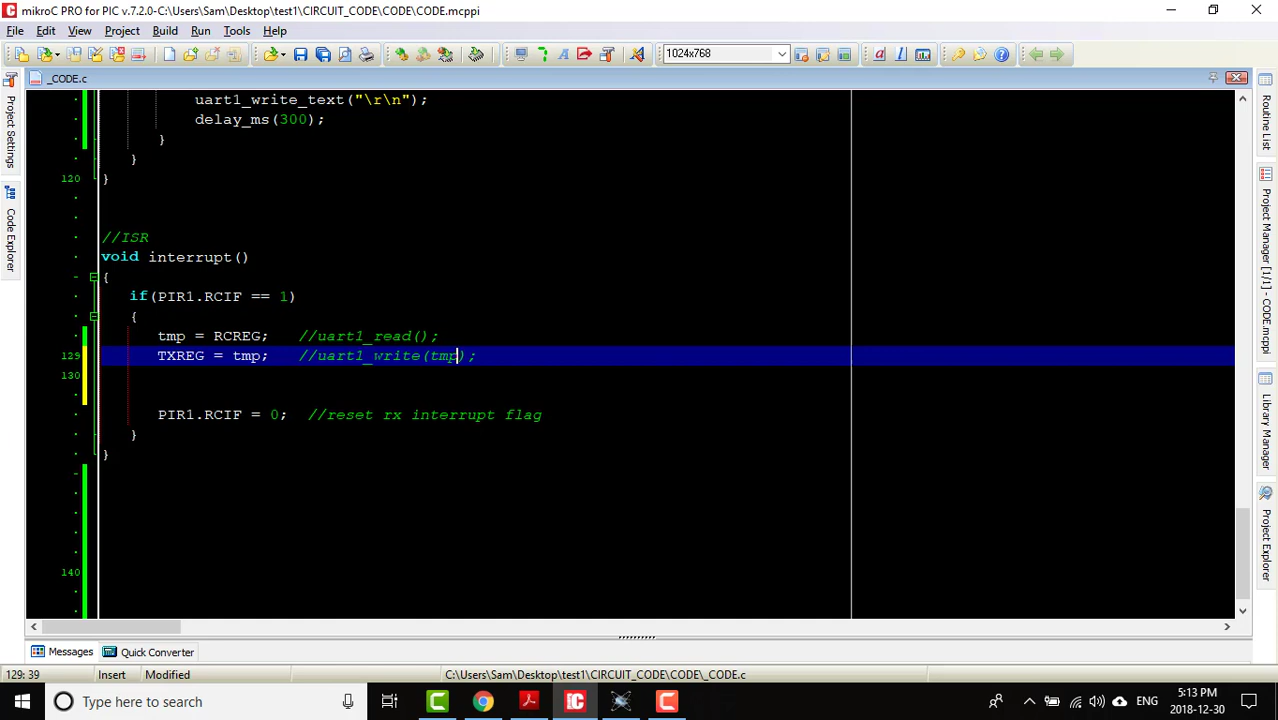 mikroC PRO for PIC v.7.2.0-C:\Users\Sam\Desktop\test1\CIRCUIT_CODE\CODE\CODE.mcppi
File Edit View Project Build Run Tools Help
1024x768
_CODE.c
Project Settings
Code Explorer
uart1_write_text("\r\n");
delay_ms(300);
}
}
120 }
//ISR
void interrupt()
{
if(PIR1.RCIF == 1)
{
tmp = RCREG; //uart1_read();
129 TXREG = tmp; //uart1_write(tmp);
130
PIR1.RCIF = 0; //reset rx interrupt flag
}
}
140
Routine List
Project Manager [1/1] - CODE.mcppi
Library Manager
Project Explorer
Messages Quick Converter
129: 39 Insert Modified C:\Users\Sam\Desktop\test1\CIRCUIT_CODE\CODE\_CODE.c
Type here to search
ENG
5:13 PM
2018-12-30